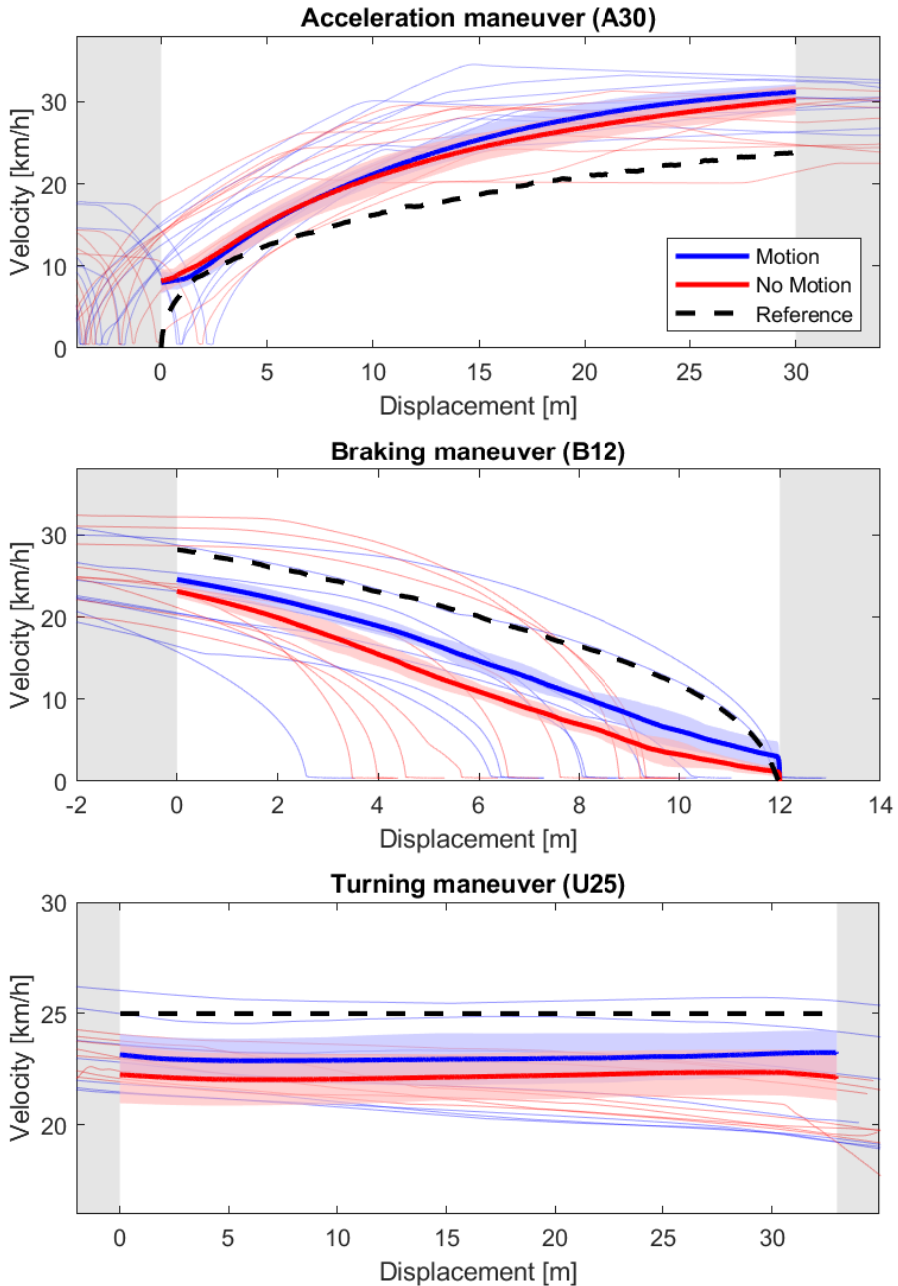 Acceleration maneuver (A30)
Velocity [km/h]
30
20
10
0
Motion
No Motion
Reference
0 5 10 15 20 25 30
Displacement [m]
Braking maneuver (B12)
Velocity [km/h]
30
20
10
0
-2 0 2 4 6 8 10 12 14
Displacement [m]
Turning maneuver (U25)
Velocity [km/h]
30
25
20
0 5 10 15 20 25 30
Displacement [m]